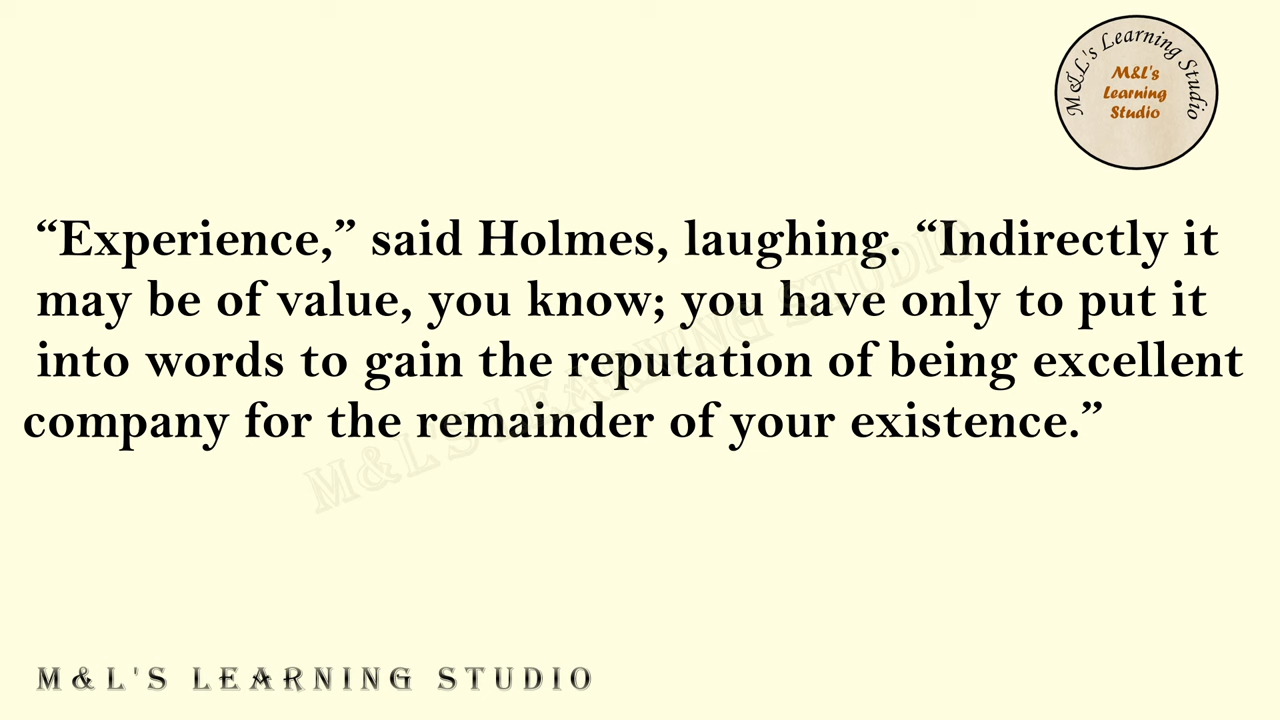 M&L's Learning Studio
M&L's
Learning
Studio
“Experience,” said Holmes, laughing. “Indirectly it
may be of value, you know; you have only to put it
into words to gain the reputation of being excellent
company for the remainder of your existence.”
M&L'S LEARNING STUDIO
M&L'S LEARNING STUDIO